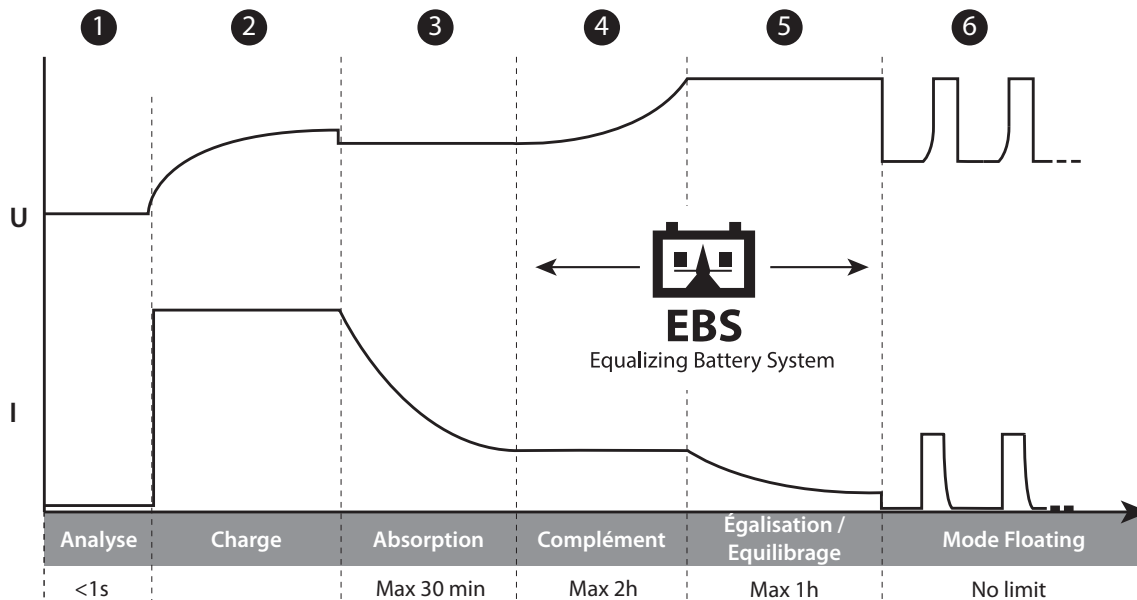 1 2 3 4 5 6
U
EBS
Equalizing Battery System
I
Analyse Charge Absorption Complément Égalisation / Equilibrage Mode Floating
<1s Max 30 min Max 2h Max 1h No limit